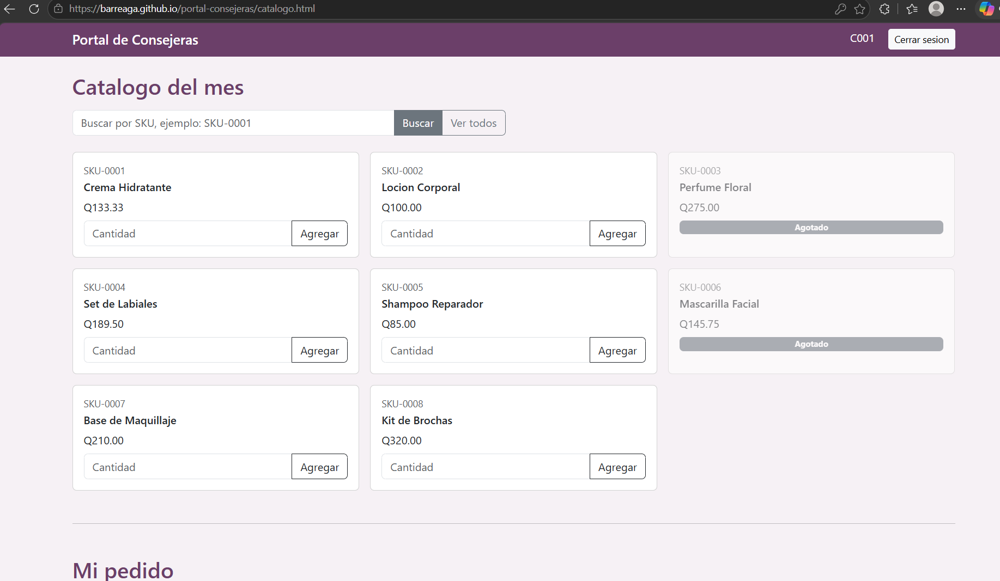 https://barreaga.github.io/portal-consejeras/catalogo.html
Portal de Consejeras
C001
Cerrar sesion
Catalogo del mes
Buscar por SKU, ejemplo: SKU-0001
Buscar
Ver todos
SKU-0001
Crema Hidratante
Q133.33
Cantidad
Agregar
SKU-0002
Locion Corporal
Q100.00
Cantidad
Agregar
SKU-0003
Perfume Floral
Q275.00
Agotado
SKU-0004
Set de Labiales
Q189.50
Cantidad
Agregar
SKU-0005
Shampoo Reparador
Q85.00
Cantidad
Agregar
SKU-0006
Mascarilla Facial
Q145.75
Agotado
SKU-0007
Base de Maquillaje
Q210.00
Cantidad
Agregar
SKU-0008
Kit de Brochas
Q320.00
Cantidad
Agregar
Mi pedido